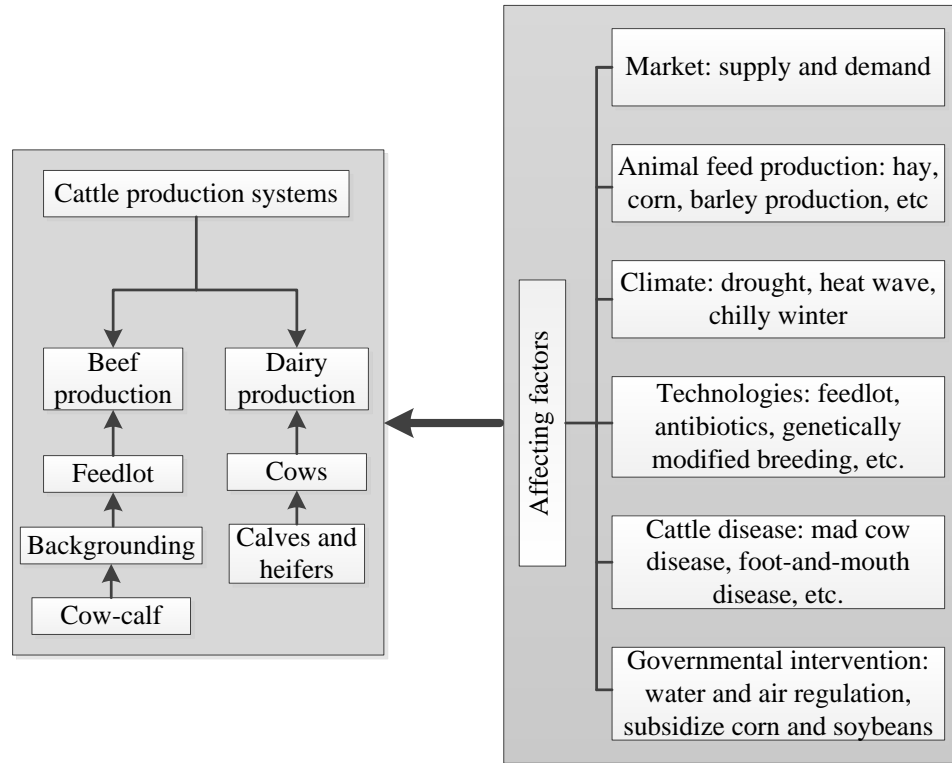 Cattle production systems
Beef
production
Dairy
production
Feedlot
Cows
Backgrounding
Calves and
heifers
Cow-calf
Affecting factors
Market: supply and demand
Animal feed production: hay,
corn, barley production, etc
Climate: drought, heat wave,
chilly winter
Technologies: feedlot,
antibiotics, genetically
modified breeding, etc.
Cattle disease: mad cow
disease, foot-and-mouth
disease, etc.
Governmental intervention:
water and air regulation,
subsidize corn and soybeans